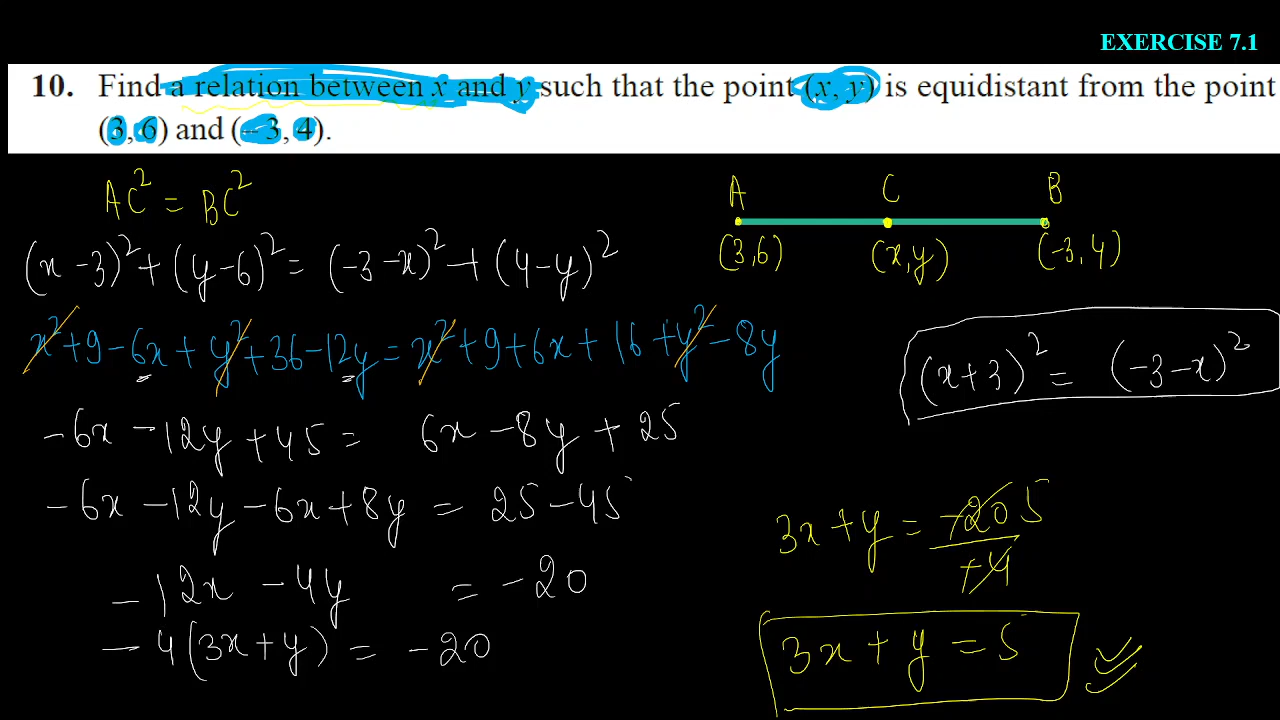 EXERCISE 7.1
10. Find a relation between x and y such that the point (x, y) is equidistant from the point
(3, 6) and (– 3, 4).
AC² = BC²
(x-3)² + (y-6)² = (-3-x)² + (4-y)²
x² + 9 - 6x + y² + 36 - 12y = x² + 9 + 6x + 16 + y² - 8y
-6x - 12y + 45 = 6x - 8y + 25
-6x - 12y - 6x + 8y = 25 - 45
-12x - 4y = -20
-4(3x + y) = -20
A C B
(3,6) (x,y) (-3,4)
(x+3)² = (-3-x)²
3x + y = -20 5
-4
3x + y = 5